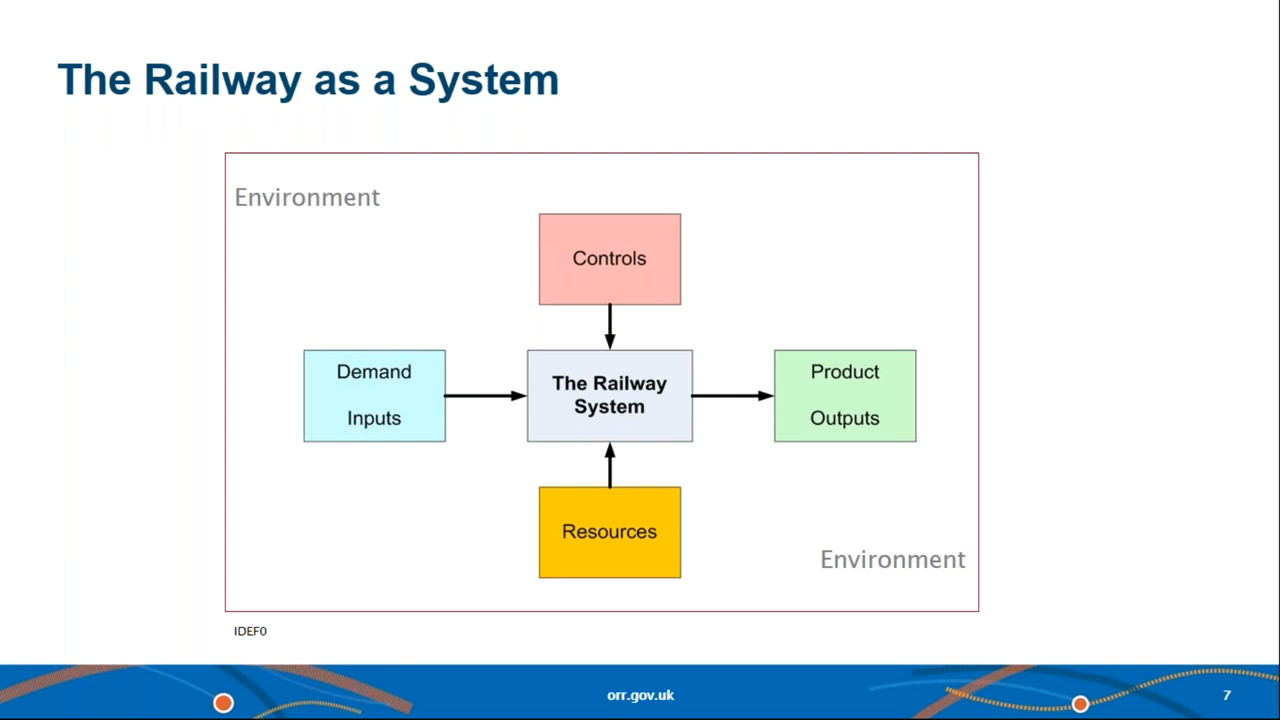 The Railway as a System
Environment
Controls
Demand
Inputs
The Railway
System
Product
Outputs
Resources
Environment
IDEF0
orr.gov.uk
7